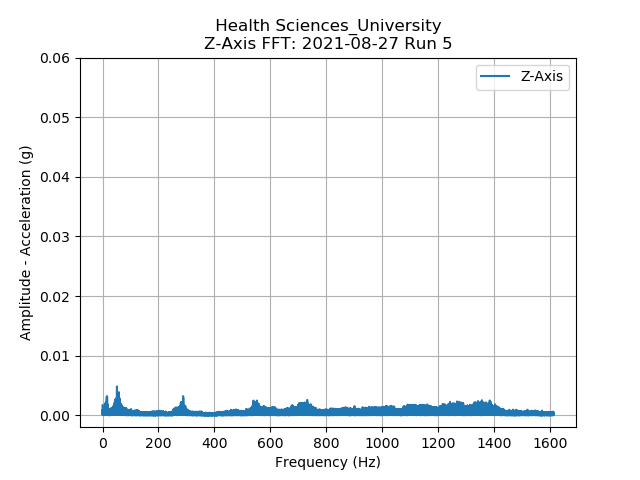 Health Sciences_University
Z-Axis FFT: 2021-08-27 Run 5
Z-Axis
Amplitude - Acceleration (g)
0.06
0.05
0.04
0.03
0.02
0.01
0.00
0 200 400 600 800 1000 1200 1400 1600
Frequency (Hz)